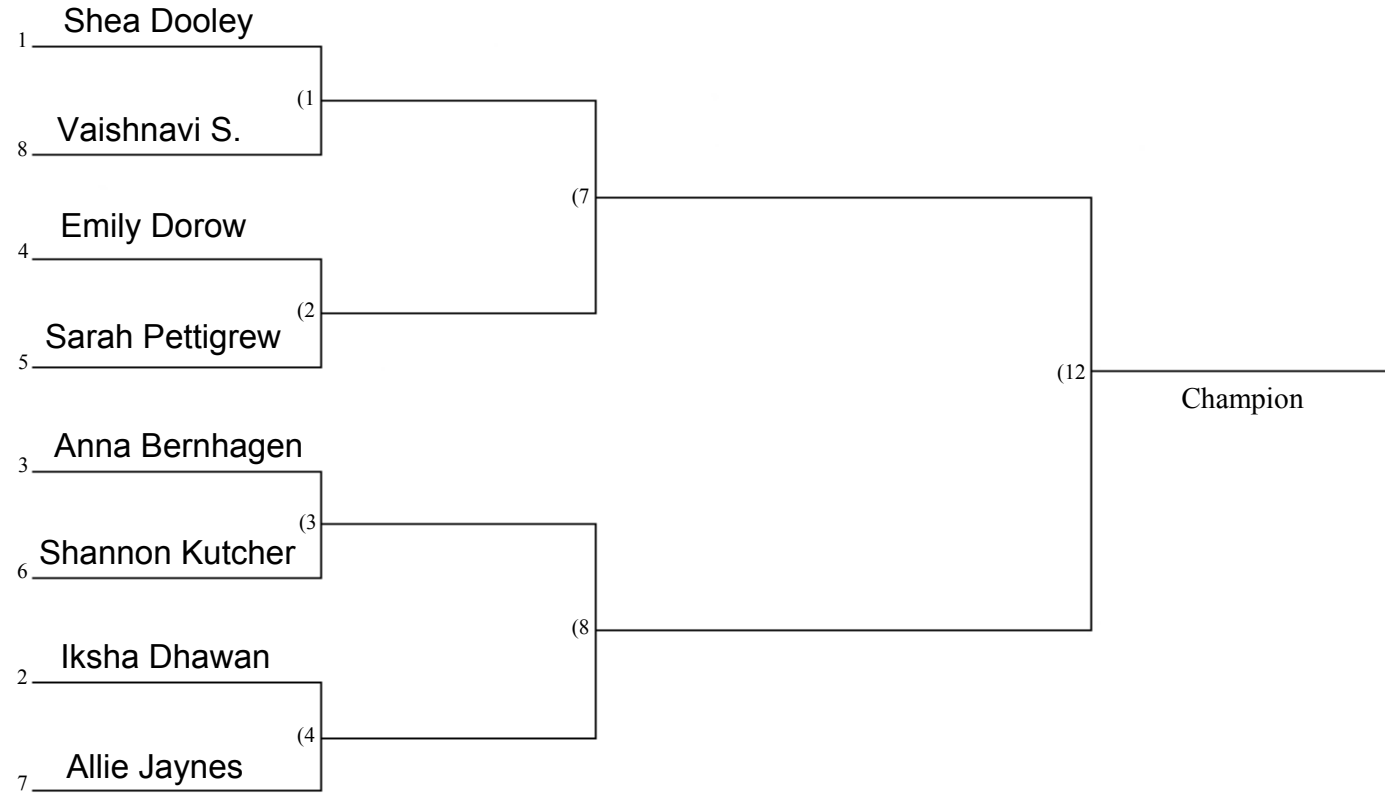 Shea Dooley
1
(1
Vaishnavi S.
8
(7
Emily Dorow
4
(2
Sarah Pettigrew
5
(12
Champion
Anna Bernhagen
3
(3
Shannon Kutcher
6
(8
Iksha Dhawan
2
(4
Allie Jaynes
7